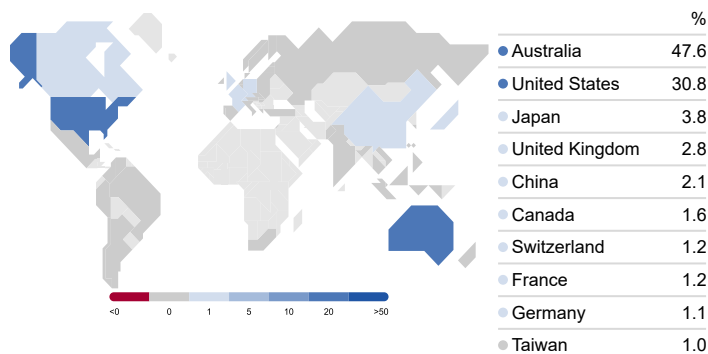 %
Australia 47.6
United States 30.8
Japan 3.8
United Kingdom 2.8
China 2.1
Canada 1.6
Switzerland 1.2
France 1.2
Germany 1.1
Taiwan 1.0
<0 0 1 5 10 20 >50